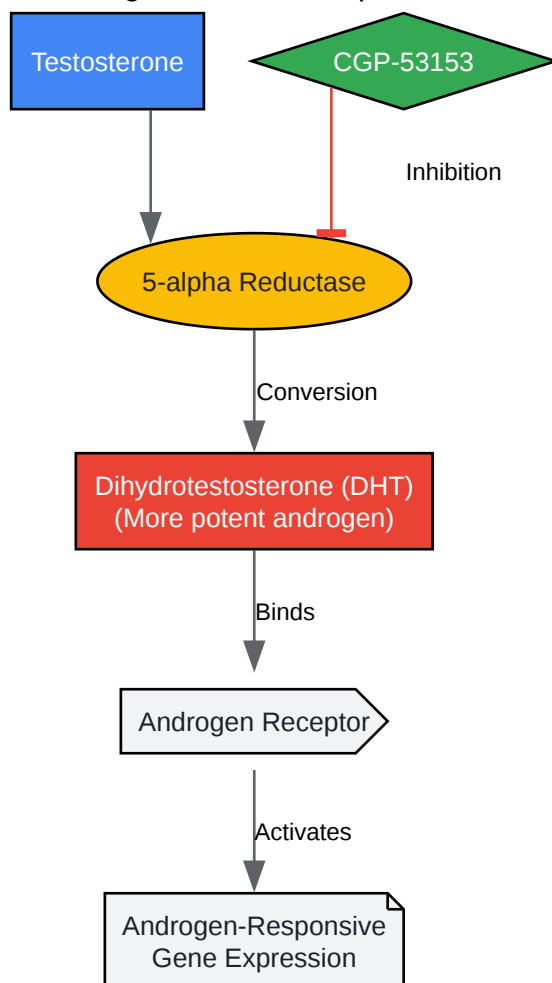 Testosterone
CGP-53153
Inhibition
5-alpha Reductase
Conversion
Dihydrotestosterone (DHT)
(More potent androgen)
Binds
Androgen Receptor
Activates
Androgen-Responsive
Gene Expression